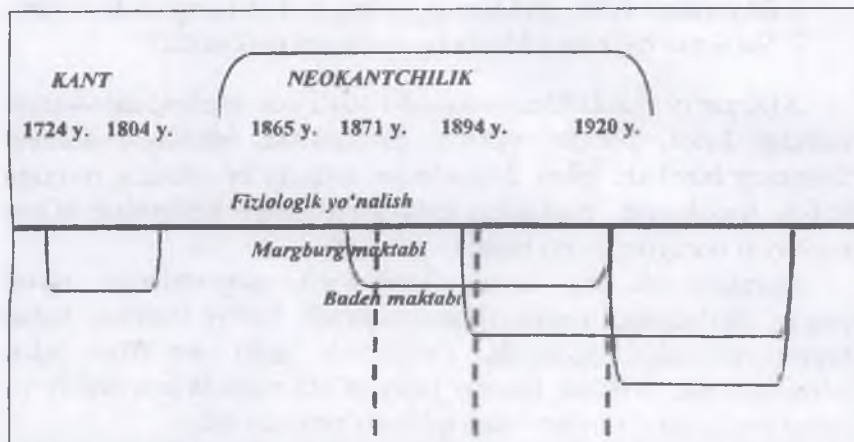 KANT NEOKANTCHILIK
1724 y. 1804 y. 1865 y. 1871 y. 1894 y. 1920 y.
Fiziologik yo‘nalish
Margburg maktabi
Baden maktabi